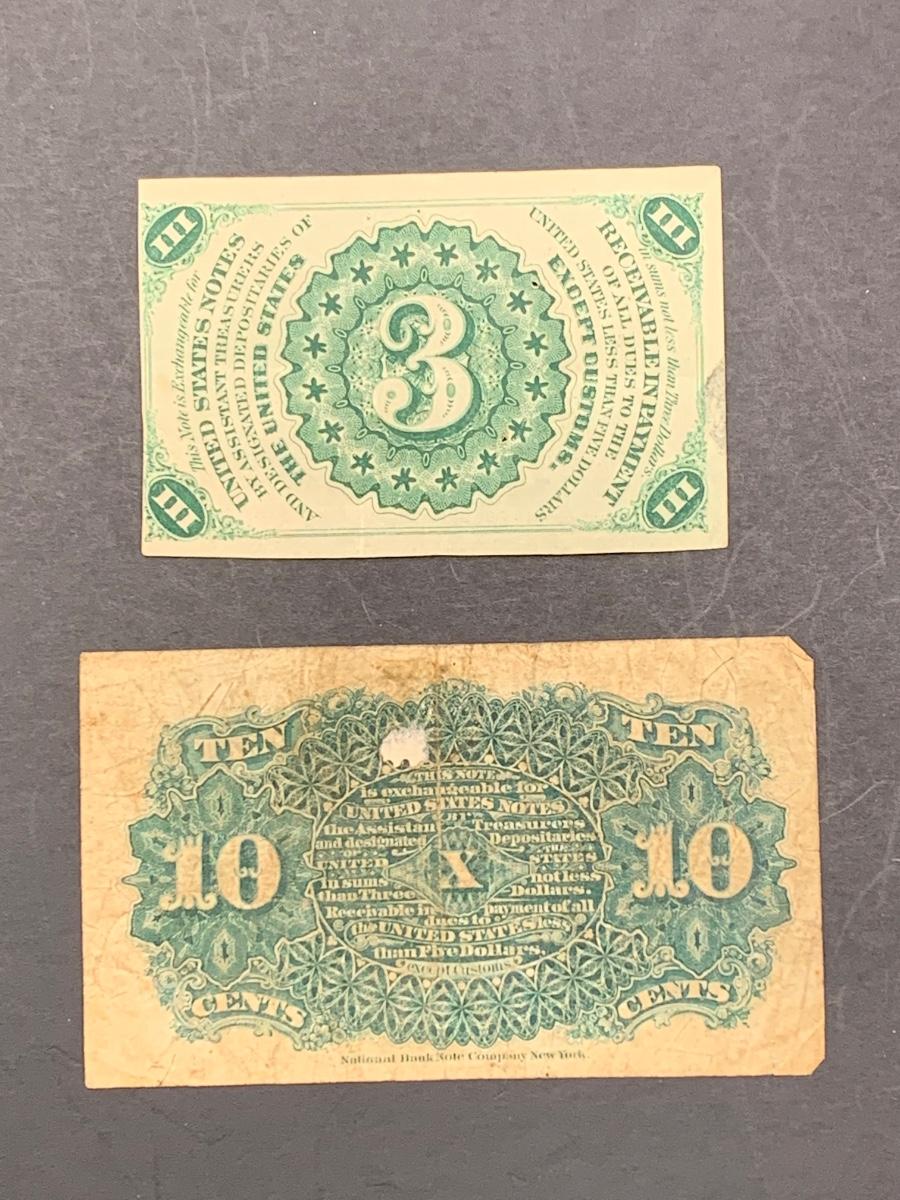 III
III
This Note is Exchangeable for
UNITED STATES NOTES
BY ASSISTANT TREASURERS
AND DESIGNATE DEPOSITARIES OF
THE UNITED STATES
3
UNITED STATES LESS THAN FIVE DOLLARS
EXCEPT CUSTOMS.
OF ALL DUES TO THE
RECEIVABLE IN PAYMENT
in sums not less than Three Dollars
III
III
TEN
TEN
THIS NOTE
is exchangeable for
UNITED STATES NOTES
BY
the Assistan Treasurers
and designated Depositaries
OF THE
UNITED STATES
In sums not less
than Three Dollars.
X
Receivable in payment of all
dues to
the UNITED STATES less
than Five Dollars.
except Customs
10
10
CENTS
CENTS
National Bank Note Company New York.